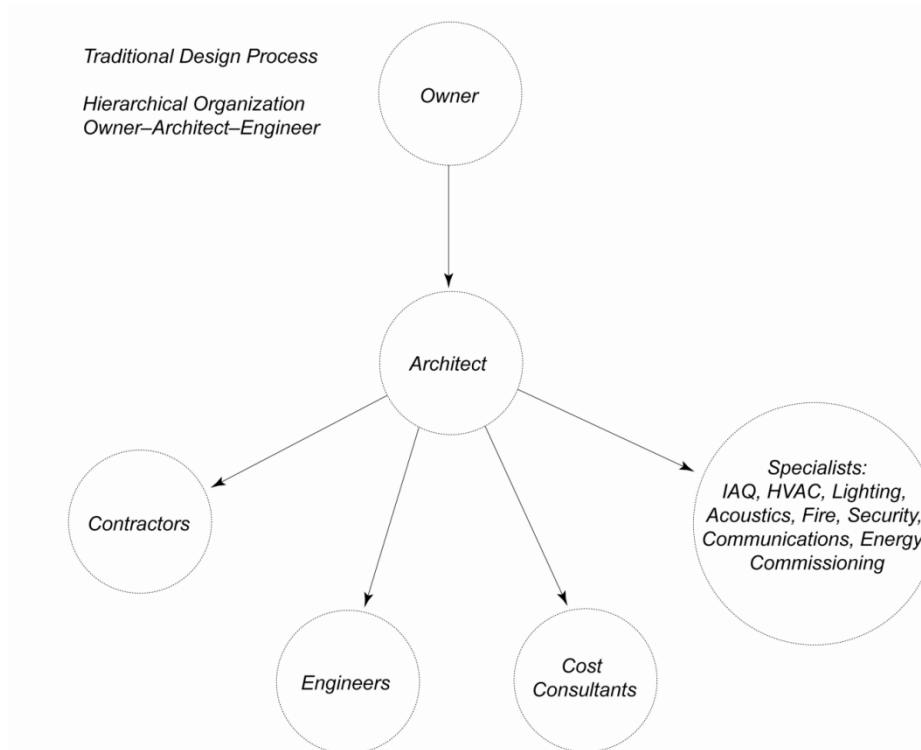 Traditional Design Process
Hierarchical Organization
Owner–Architect–Engineer
Owner
Architect
Contractors
Specialists:
IAQ, HVAC, Lighting,
Acoustics, Fire, Security,
Communications, Energy
Commissioning
Engineers
Cost
Consultants